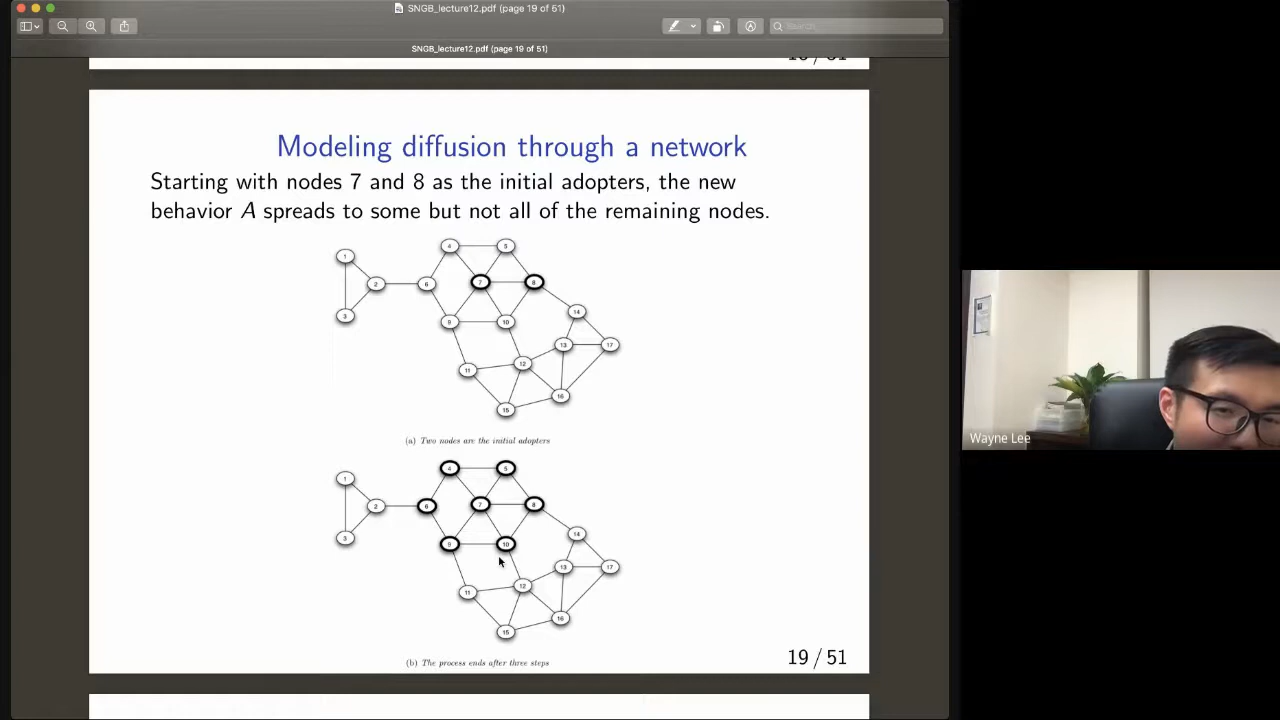 SNGB_lecture12.pdf (page 19 of 51)
Search
SNGB_lecture12.pdf (page 19 of 51)
Modeling diffusion through a network
Starting with nodes 7 and 8 as the initial adopters, the new
behavior A spreads to some but not all of the remaining nodes.
4 5
1
2 6 7 8
14
3 9 10
13 17
11 12
16
15
(a) Two nodes are the initial adopters
4 5
1
2 6 7 8
14
3 9 10
13 17
11 12
16
15
19 / 51
(b) The process ends after three steps
Wayne Lee